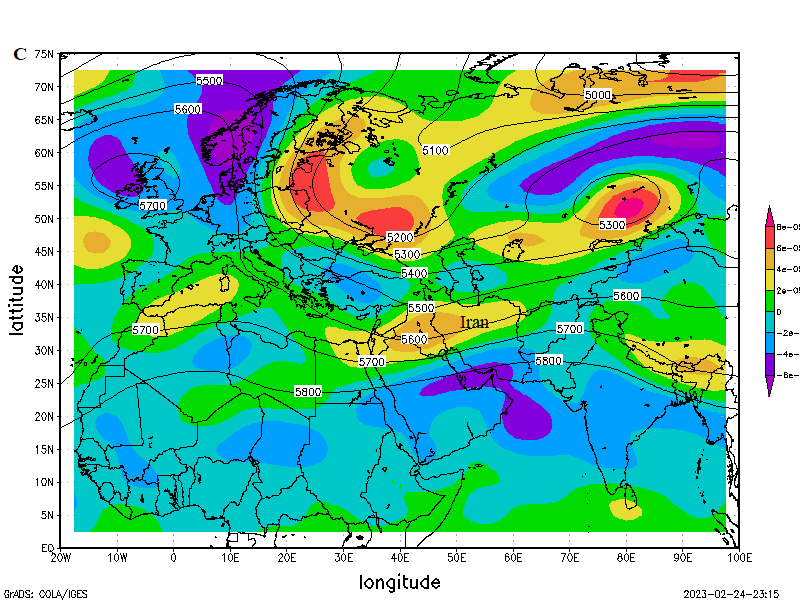 C
75N
70N
65N
60N
55N
50N
45N
40N
35N
30N
25N
20N
15N
10N
5N
EQ
20W
10W
0
10E
20E
30E
40E
50E
60E
70E
80E
90E
100E
lattitude
longitude
5500
5600
5000
5100
5700
5200
5300
5400
5300
5500
5600
5700
5600
5700
5700
5800
5800
Iran
8e-05
6e-05
4e-05
2e-05
0
-2e-
-4e-
-6e-
GrADS: COLA/IGES
2023-02-24-23:15